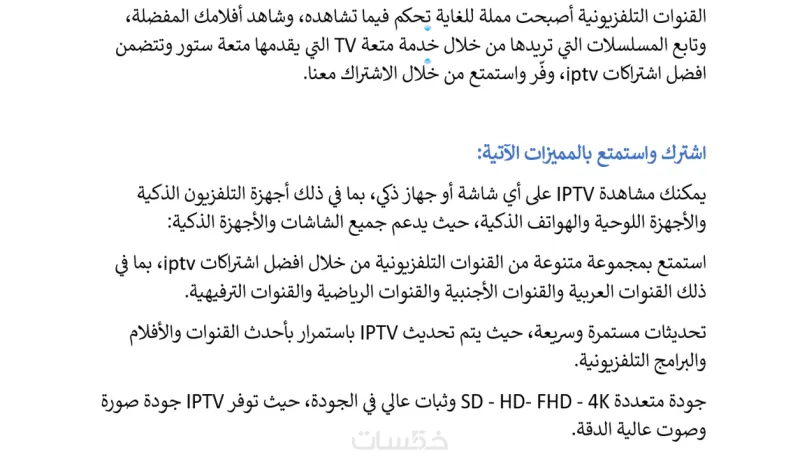 القنوات التلفزيونية أصبحت مملة للغاية تحكم فيما تشاهده، وشاهد أفلامك المفضلة،
وتابع المسلسلات التي تريدها من خلال خدمة متعة TV التي يقدمها متعة ستور وتتضمن
افضل اشتراكات iptv، وفّر واستمتع من خلال الاشتراك معنا.
اشترك واستمتع بالمميزات الآتية:
يمكنك مشاهدة IPTV على أي شاشة أو جهاز ذكي، بما في ذلك أجهزة التلفزيون الذكية
والأجهزة اللوحية والهواتف الذكية، حيث يدعم جميع الشاشات والأجهزة الذكية:
استمتع بمجموعة متنوعة من القنوات التلفزيونية من خلال افضل اشتراكات iptv، بما في
ذلك القنوات العربية والقنوات الأجنبية والقنوات الرياضية والقنوات الترفيهية.
تحديثات مستمرة وسريعة، حيث يتم تحديث IPTV باستمرار بأحدث القنوات والأفلام
والبرامج التلفزيونية.
جودة متعددة SD - HD- FHD - 4K وثبات عالي في الجودة، حيث توفر IPTV جودة صورة
وصوت عالية الدقة.
خمسات